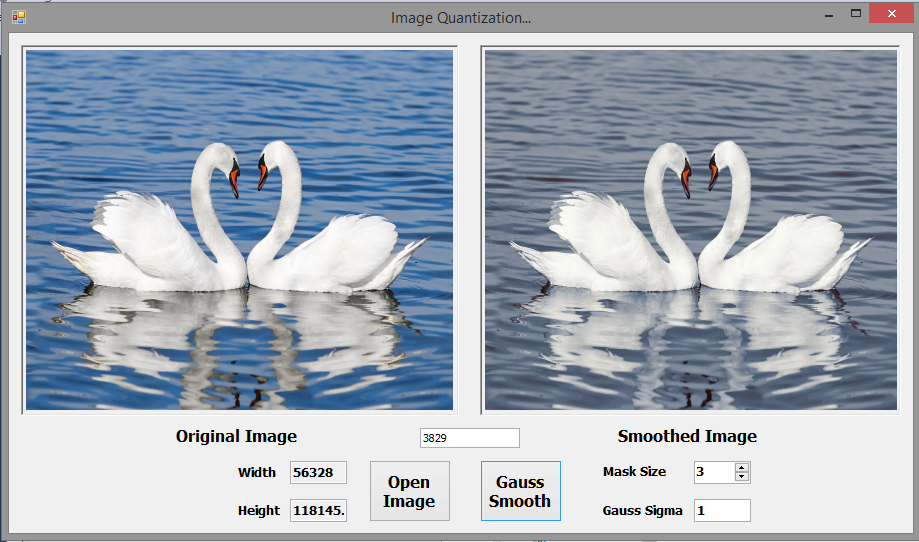 Image Quantization...
Original Image
3829
Smoothed Image
Width
56328
Open
Image
Gauss
Smooth
Mask Size
3
Height
118145.
Gauss Sigma
1